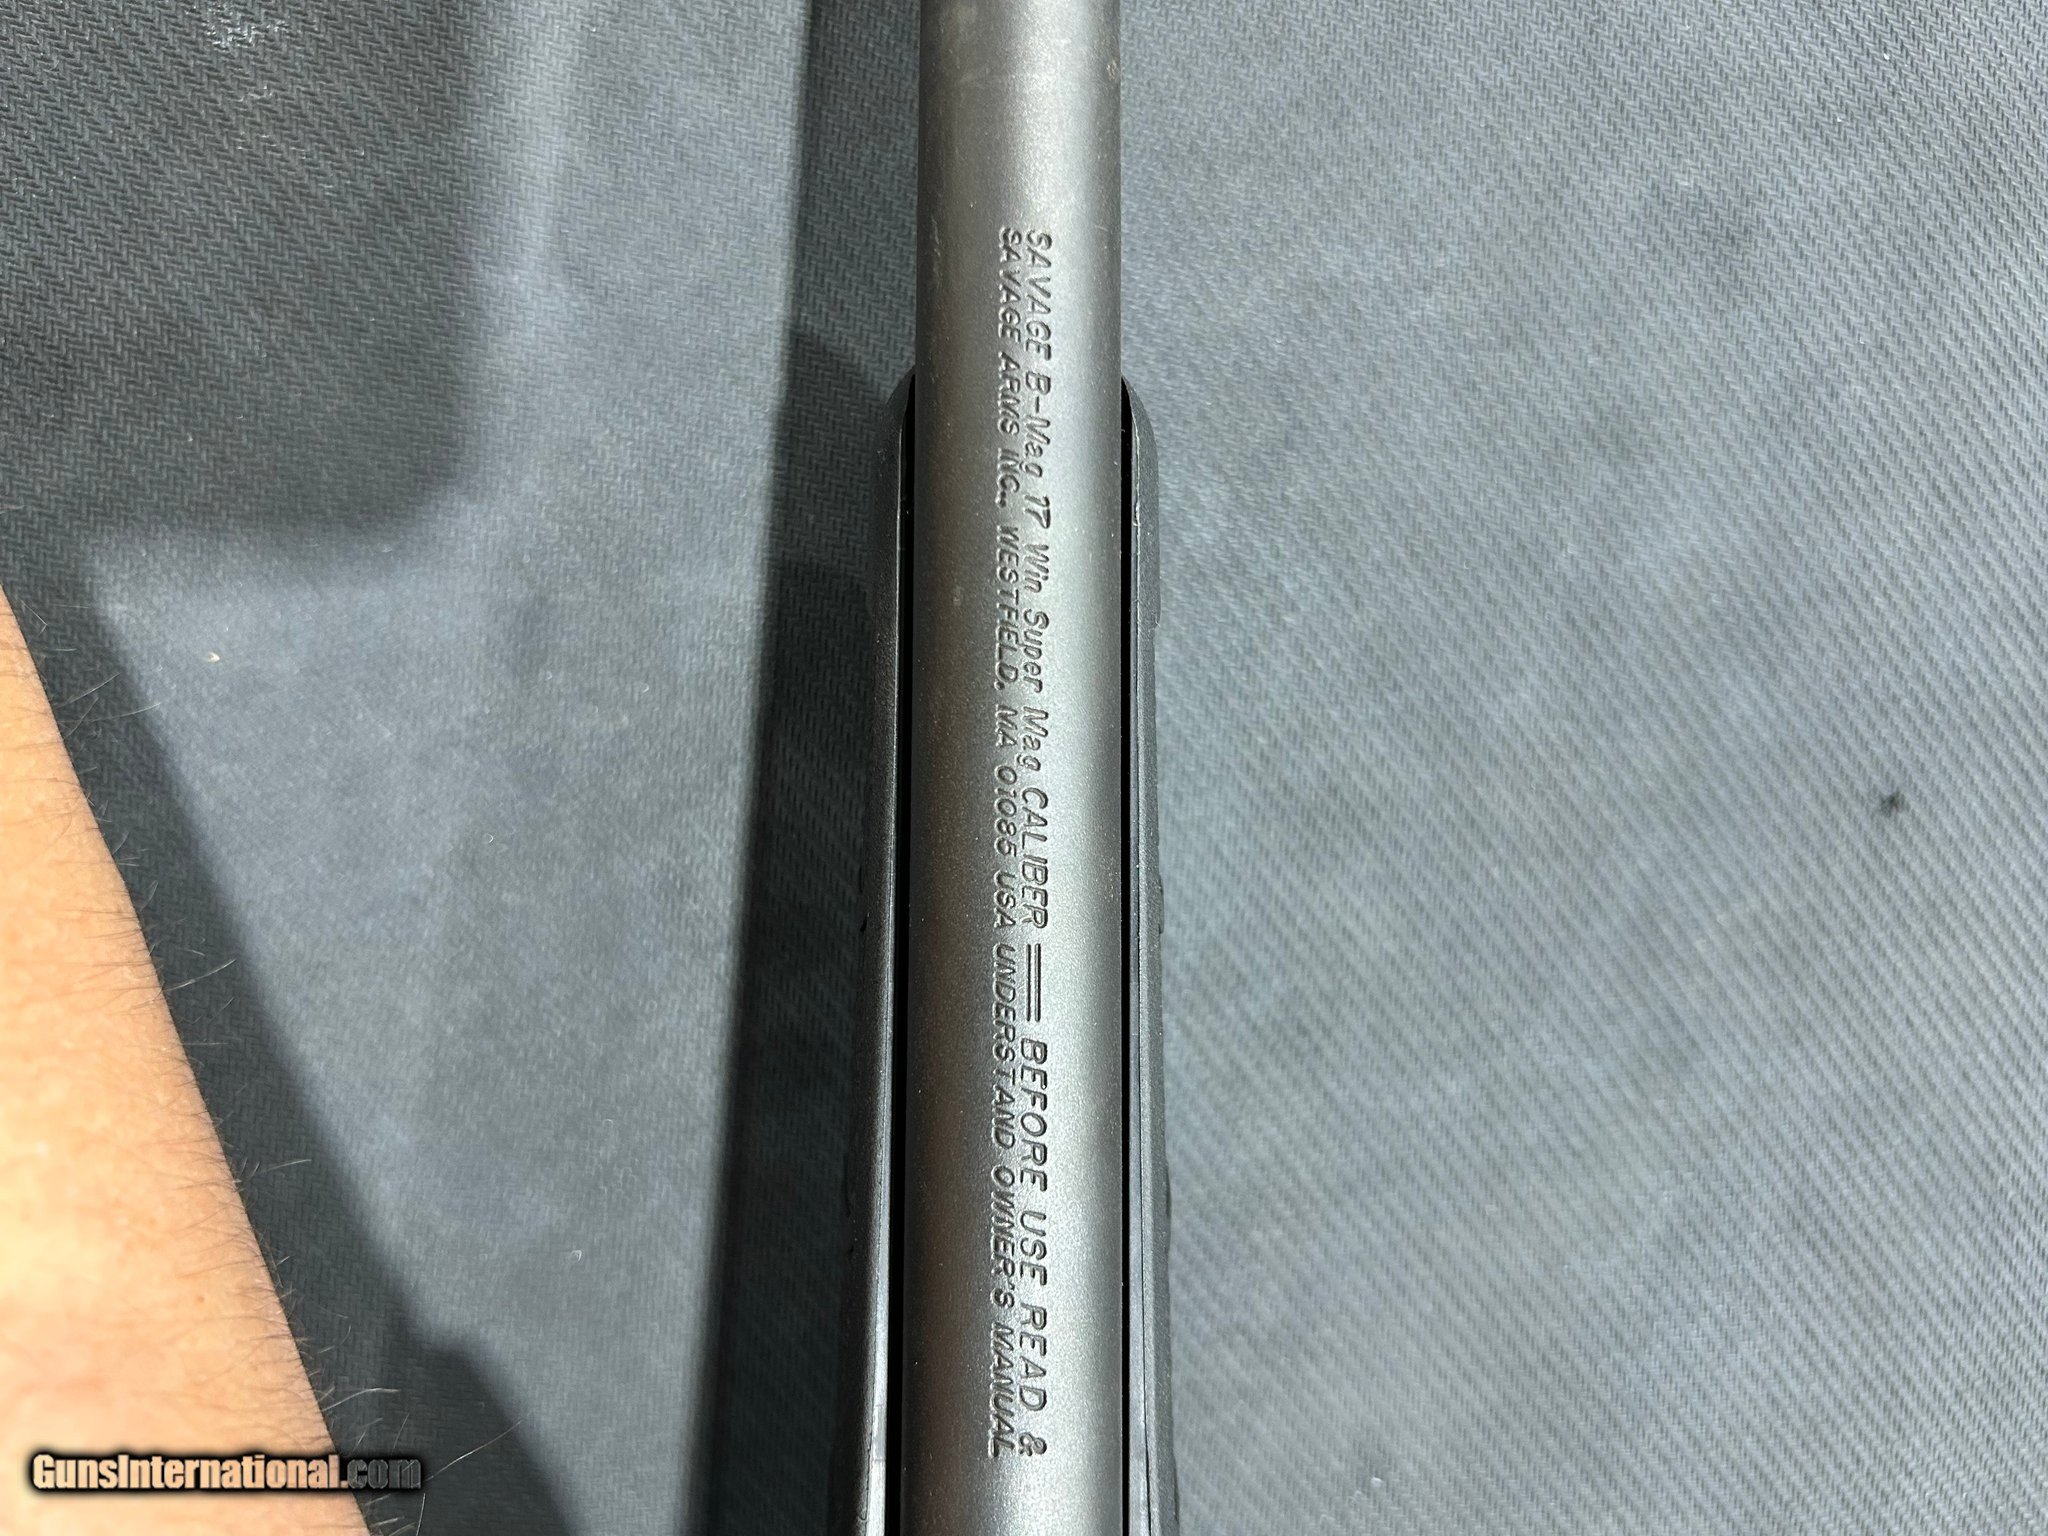 SAVAGE B-Mag 17 Win Super Mag CALIBER === BEFORE USE READ &
SAVAGE ARMS INC., WESTFIELD, MA 01085 USA UNDERSTAND OWNER'S MANUAL
GunsInternational.com